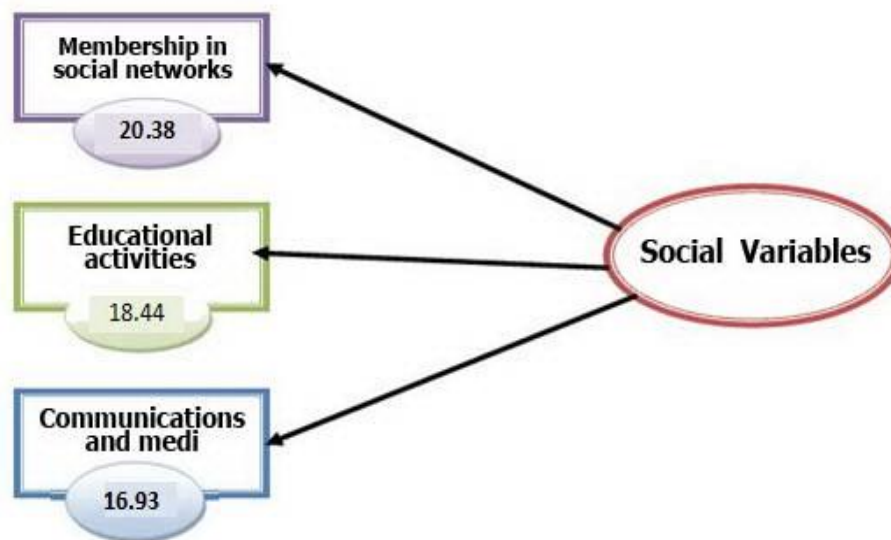 Membership in
social networks
20.38
Educational
activities
18.44
Communications
and medi
16.93
Social Variables